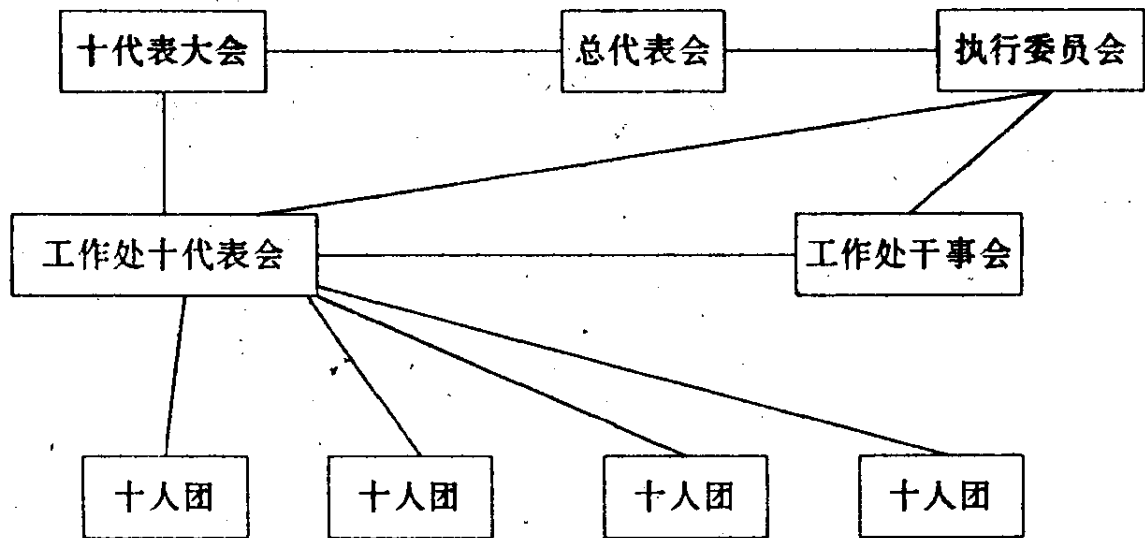 十代表大会
总代表会
执行委员会
工作处十代表会
工作处干事会
十人团
十人团
十人团
十人团